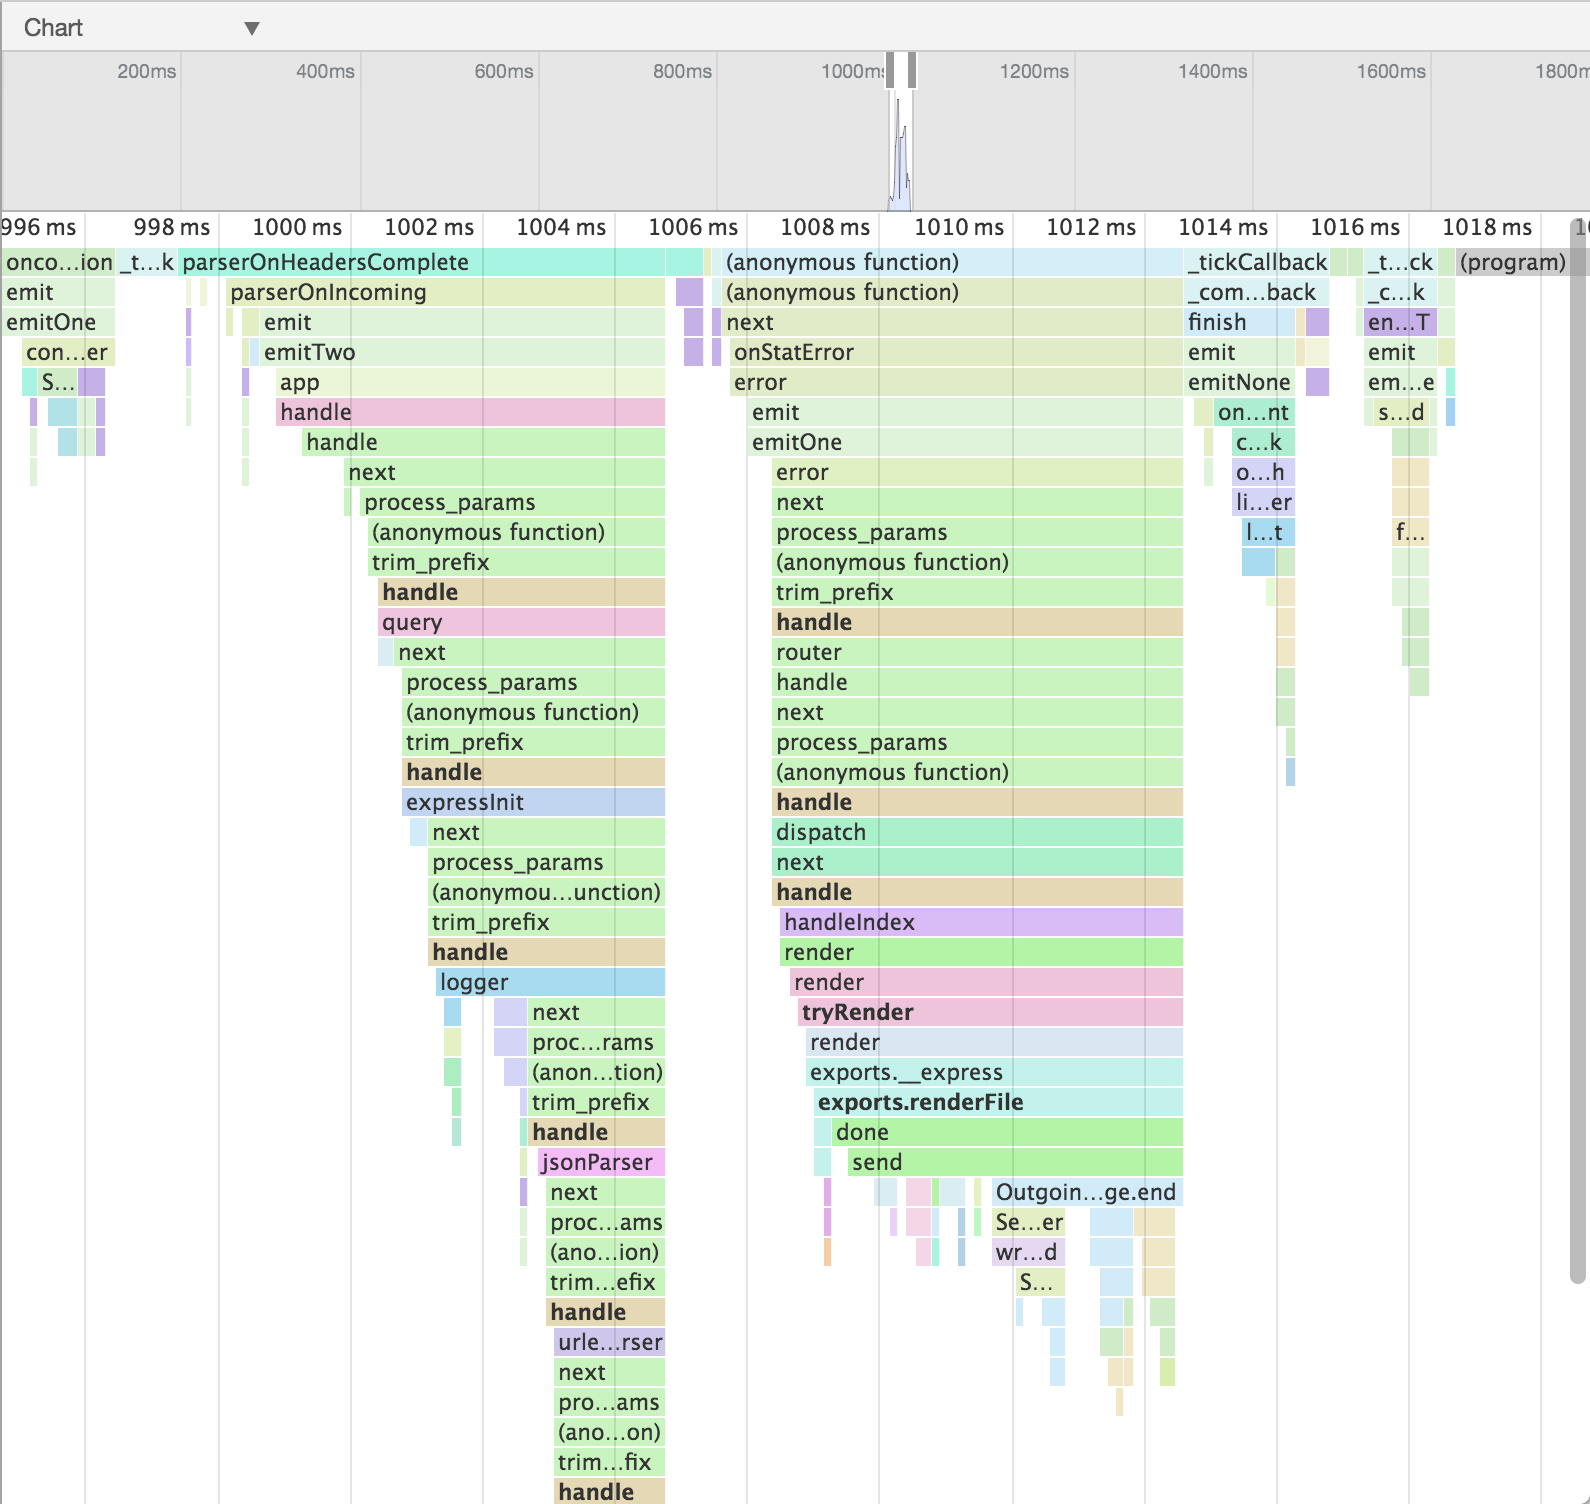 Chart ▼
200ms 400ms 600ms 800ms 1000ms 1200ms 1400ms 1600ms 1800m
996 ms 998 ms 1000 ms 1002 ms 1004 ms 1006 ms 1008 ms 1010 ms 1012 ms 1014 ms 1016 ms 1018 ms
onco…ion _t…k parserOnHeadersComplete (anonymous function) _tickCallback _t…ck (program)
emit parserOnIncoming (anonymous function) _com…back _c…k
emitOne emit next finish en…T
con…er emitTwo onStatError emit emit
S… app error emitNone em…e
handle emit on…nt s…d
handle emitOne c…k
next error o…h
process_params next li…er
(anonymous function) process_params l…t f…
trim_prefix (anonymous function)
handle trim_prefix
query handle
next router
process_params handle
(anonymous function) next
trim_prefix process_params
handle (anonymous function)
expressInit handle
next dispatch
process_params next
(anonymou…unction) handle
trim_prefix handleIndex
handle render
logger render
next tryRender
proc…rams render
(anon…tion) exports.__express
trim_prefix exports.renderFile
handle done
jsonParser send
next Outgoin…ge.end
proc…ams Se…er
(ano…ion) wr…d
trim…efix S…
handle
urle…rser
next
pro…ams
(ano…on)
trim…fix
handle